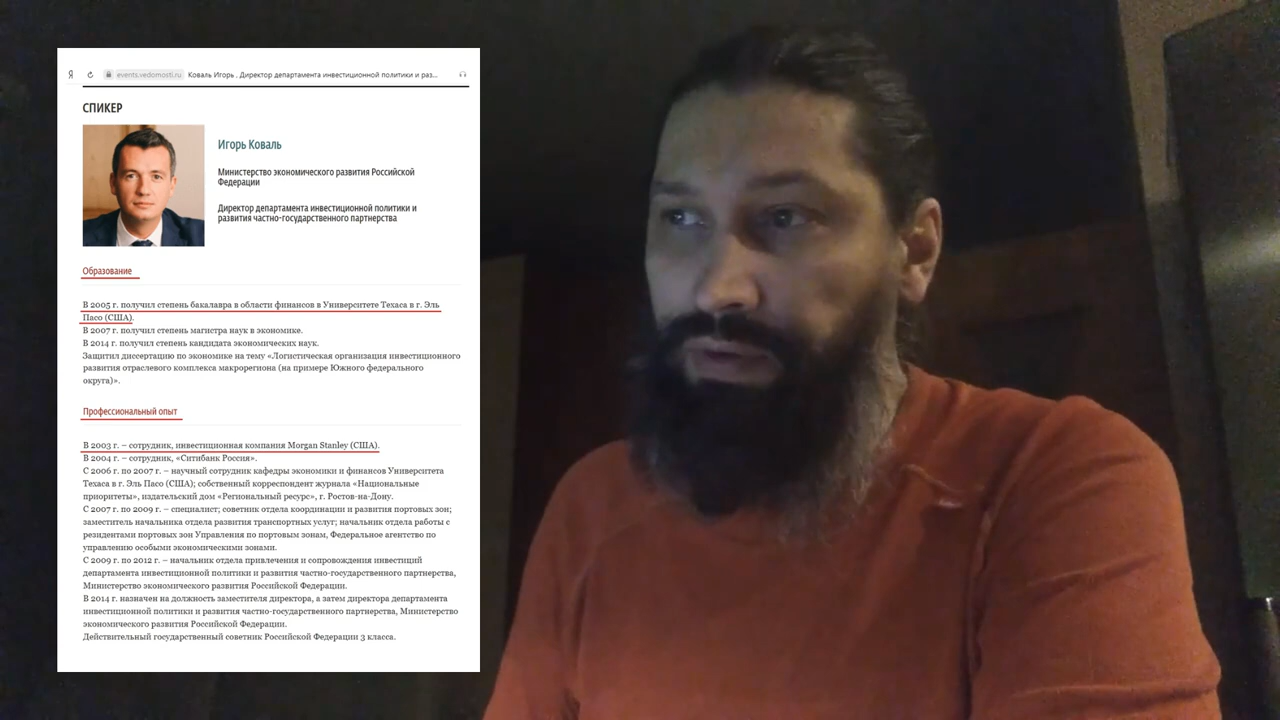 Я
events.vedomosti.ru Коваль Игорь . Директор департамента инвестиционной политики и раз...
СПИКЕР
Игорь Коваль
Министерство экономического развития Российской
Федерации
Директор департамента инвестиционной политики и
развития частно-государственного партнерства
Образование
В 2005 г. получил степень бакалавра в области финансов в Университете Техаса в г. Эль
Пасо (США).
В 2007 г. получил степень магистра наук в экономике.
В 2014 г. получил степень кандидата экономических наук.
Защитил диссертацию по экономике на тему «Логистическая организация инвестиционного
развития отраслевого комплекса макрорегиона (на примере Южного федерального
округа)».
Профессиональный опыт
В 2003 г. – сотрудник, инвестиционная компания Morgan Stanley (США).
В 2004 г. – сотрудник, «Ситибанк Россия».
С 2006 г. по 2007 г. – научный сотрудник кафедры экономики и финансов Университета
Техаса в г. Эль Пасо (США); собственный корреспондент журнала «Национальные
приоритеты», издательский дом «Региональный ресурс», г. Ростов-на-Дону.
С 2007 г. по 2009 г. – специалист; советник отдела координации и развития портовых зон;
заместитель начальника отдела развития транспортных услуг; начальник отдела работы с
резидентами портовых зон Управления по портовым зонам, Федеральное агентство по
управлению особыми экономическими зонами.
С 2009 г. по 2012 г. – начальник отдела привлечения и сопровождения инвестиций
департамента инвестиционной политики и развития частно-государственного партнерства,
Министерство экономического развития Российской Федерации.
В 2014 г. назначен на должность заместителя директора, а затем директора департамента
инвестиционной политики и развития частно-государственного партнерства, Министерство
экономического развития Российской Федерации.
Действительный государственный советник Российской Федерации 3 класса.